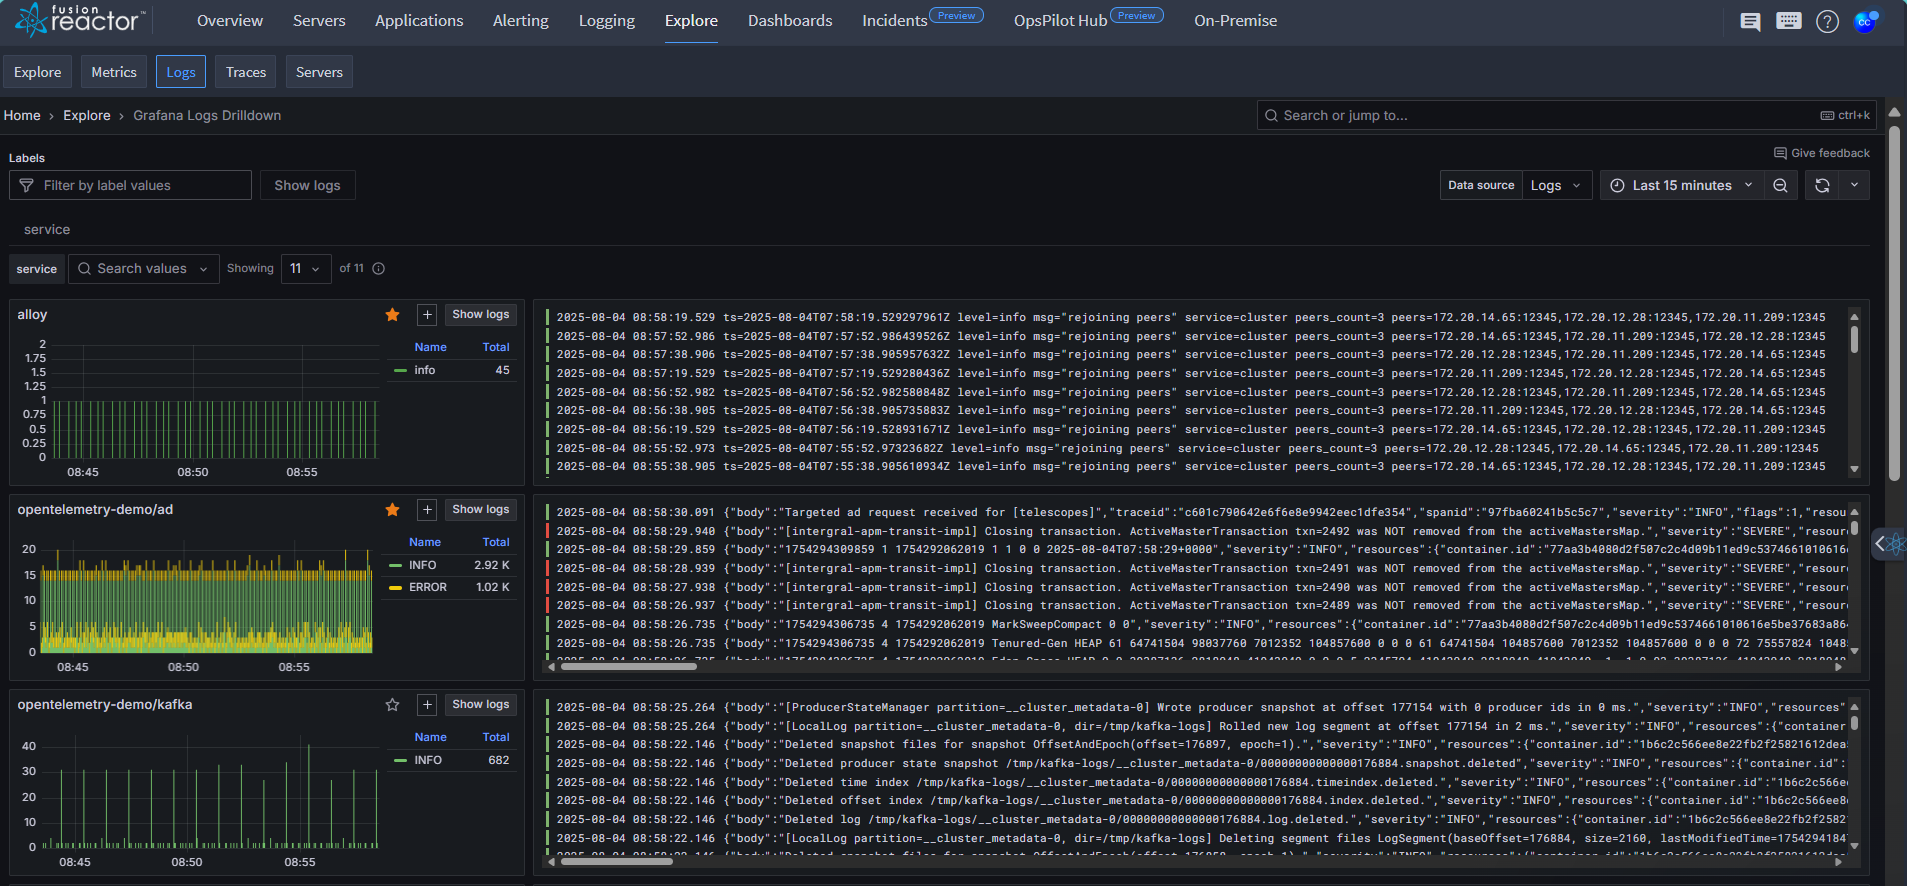 fusion reactor™
Overview Servers Applications Alerting Logging Explore Dashboards Incidents Preview OpsPilot Hub Preview On-Premise
CC
Explore Metrics Logs Traces Servers
Home › Explore › Grafana Logs Drilldown
Search or jump to... ctrl+k
Labels
Give feedback
Filter by label values Show logs
Data source Logs Last 15 minutes
service
service Search values Showing 11 of 11
alloy
Show logs
Name Total
info 45
2
1.75
1.5
1.25
1
0.75
0.5
0.25
0
08:45 08:50 08:55
2025-08-04 08:58:19.529 ts=2025-08-04T07:58:19.529297961Z level=info msg="rejoining peers" service=cluster peers_count=3 peers=172.20.14.65:12345,172.20.12.28:12345,172.20.11.209:12345
2025-08-04 08:57:52.986 ts=2025-08-04T07:57:52.986439526Z level=info msg="rejoining peers" service=cluster peers_count=3 peers=172.20.14.65:12345,172.20.11.209:12345,172.20.12.28:12345
2025-08-04 08:57:38.906 ts=2025-08-04T07:57:38.905957632Z level=info msg="rejoining peers" service=cluster peers_count=3 peers=172.20.12.28:12345,172.20.11.209:12345,172.20.14.65:12345
2025-08-04 08:57:19.529 ts=2025-08-04T07:57:19.529280436Z level=info msg="rejoining peers" service=cluster peers_count=3 peers=172.20.11.209:12345,172.20.12.28:12345,172.20.14.65:12345
2025-08-04 08:56:52.982 ts=2025-08-04T07:56:52.982580848Z level=info msg="rejoining peers" service=cluster peers_count=3 peers=172.20.12.28:12345,172.20.14.65:12345,172.20.11.209:12345
2025-08-04 08:56:38.905 ts=2025-08-04T07:56:38.905735883Z level=info msg="rejoining peers" service=cluster peers_count=3 peers=172.20.11.209:12345,172.20.12.28:12345,172.20.14.65:12345
2025-08-04 08:56:19.529 ts=2025-08-04T07:56:19.528931671Z level=info msg="rejoining peers" service=cluster peers_count=3 peers=172.20.14.65:12345,172.20.12.28:12345,172.20.11.209:12345
2025-08-04 08:55:52.973 ts=2025-08-04T07:55:52.97323682Z level=info msg="rejoining peers" service=cluster peers_count=3 peers=172.20.12.28:12345,172.20.14.65:12345,172.20.11.209:12345
2025-08-04 08:55:38.905 ts=2025-08-04T07:55:38.905610934Z level=info msg="rejoining peers" service=cluster peers_count=3 peers=172.20.14.65:12345,172.20.12.28:12345,172.20.11.209:12345
opentelemetry-demo/ad
Show logs
Name Total
INFO 2.92 K
ERROR 1.02 K
20
15
10
5
0
08:45 08:50 08:55
2025-08-04 08:58:30.091 {"body":"Targeted ad request received for [telescopes]","traceid":"c601c790642e6f6e8e9942eec1dfe354","spanid":"97fba60241b5c5c7","severity":"INFO","flags":1,"resou
2025-08-04 08:58:29.940 {"body":"[intergral-apm-transit-impl] Closing transaction. ActiveMasterTransaction txn=2492 was NOT removed from the activeMastersMap.","severity":"SEVERE","resour
2025-08-04 08:58:29.859 {"body":"1754294309859 1 1754292062019 1 1 0 0 2025-08-04T07:58:29+0000","severity":"INFO","resources":{"container.id":"77aa3b4080d2f507c2c4d09b11ed9c5374661010616e
2025-08-04 08:58:28.939 {"body":"[intergral-apm-transit-impl] Closing transaction. ActiveMasterTransaction txn=2491 was NOT removed from the activeMastersMap.","severity":"SEVERE","resour
2025-08-04 08:58:27.938 {"body":"[intergral-apm-transit-impl] Closing transaction. ActiveMasterTransaction txn=2490 was NOT removed from the activeMastersMap.","severity":"SEVERE","resour
2025-08-04 08:58:26.937 {"body":"[intergral-apm-transit-impl] Closing transaction. ActiveMasterTransaction txn=2489 was NOT removed from the activeMastersMap.","severity":"SEVERE","resour
2025-08-04 08:58:26.735 {"body":"1754294306735 4 1754292062019 MarkSweepCompact 0 0","severity":"INFO","resources":{"container.id":"77aa3b4080d2f507c2c4d09b11ed9c5374661010616e5be37683a864
2025-08-04 08:58:26.735 {"body":"1754294306735 4 1754292062019 Tenured-Gen HEAP 61 64741504 98037760 7012352 104857600 0 0 0 61 64741504 104857600 7012352 104857600 0 0 0 72 75557824 1048
opentelemetry-demo/kafka
Show logs
Name Total
INFO 682
40
30
20
10
0
08:45 08:50 08:55
2025-08-04 08:58:25.264 {"body":"[ProducerStateManager partition=__cluster_metadata-0] Wrote producer snapshot at offset 177154 with 0 producer ids in 0 ms.","severity":"INFO","resources"
2025-08-04 08:58:25.264 {"body":"[LocalLog partition=__cluster_metadata-0, dir=/tmp/kafka-logs] Rolled new log segment at offset 177154 in 2 ms.","severity":"INFO","resources":{"container
2025-08-04 08:58:22.146 {"body":"Deleted snapshot files for snapshot OffsetAndEpoch(offset=176897, epoch=1).","severity":"INFO","resources":{"container.id":"1b6c2c566ee8e22fb2f25821612dea
2025-08-04 08:58:22.146 {"body":"Deleted producer state snapshot /tmp/kafka-logs/__cluster_metadata-0/00000000000000176884.snapshot.deleted","severity":"INFO","resources":{"container.id":
2025-08-04 08:58:22.146 {"body":"Deleted time index /tmp/kafka-logs/__cluster_metadata-0/00000000000000176884.timeindex.deleted.","severity":"INFO","resources":{"container.id":"1b6c2c566ee
2025-08-04 08:58:22.146 {"body":"Deleted offset index /tmp/kafka-logs/__cluster_metadata-0/00000000000000176884.index.deleted.","severity":"INFO","resources":{"container.id":"1b6c2c566ee8
2025-08-04 08:58:22.146 {"body":"Deleted log /tmp/kafka-logs/__cluster_metadata-0/00000000000000176884.log.deleted.","severity":"INFO","resources":{"container.id":"1b6c2c566ee8e22fb2f2582
2025-08-04 08:58:22.146 {"body":"[LocalLog partition=__cluster_metadata-0, dir=/tmp/kafka-logs] Deleting segment files LogSegment(baseOffset=176884, size=2160, lastModifiedTime=1754294184